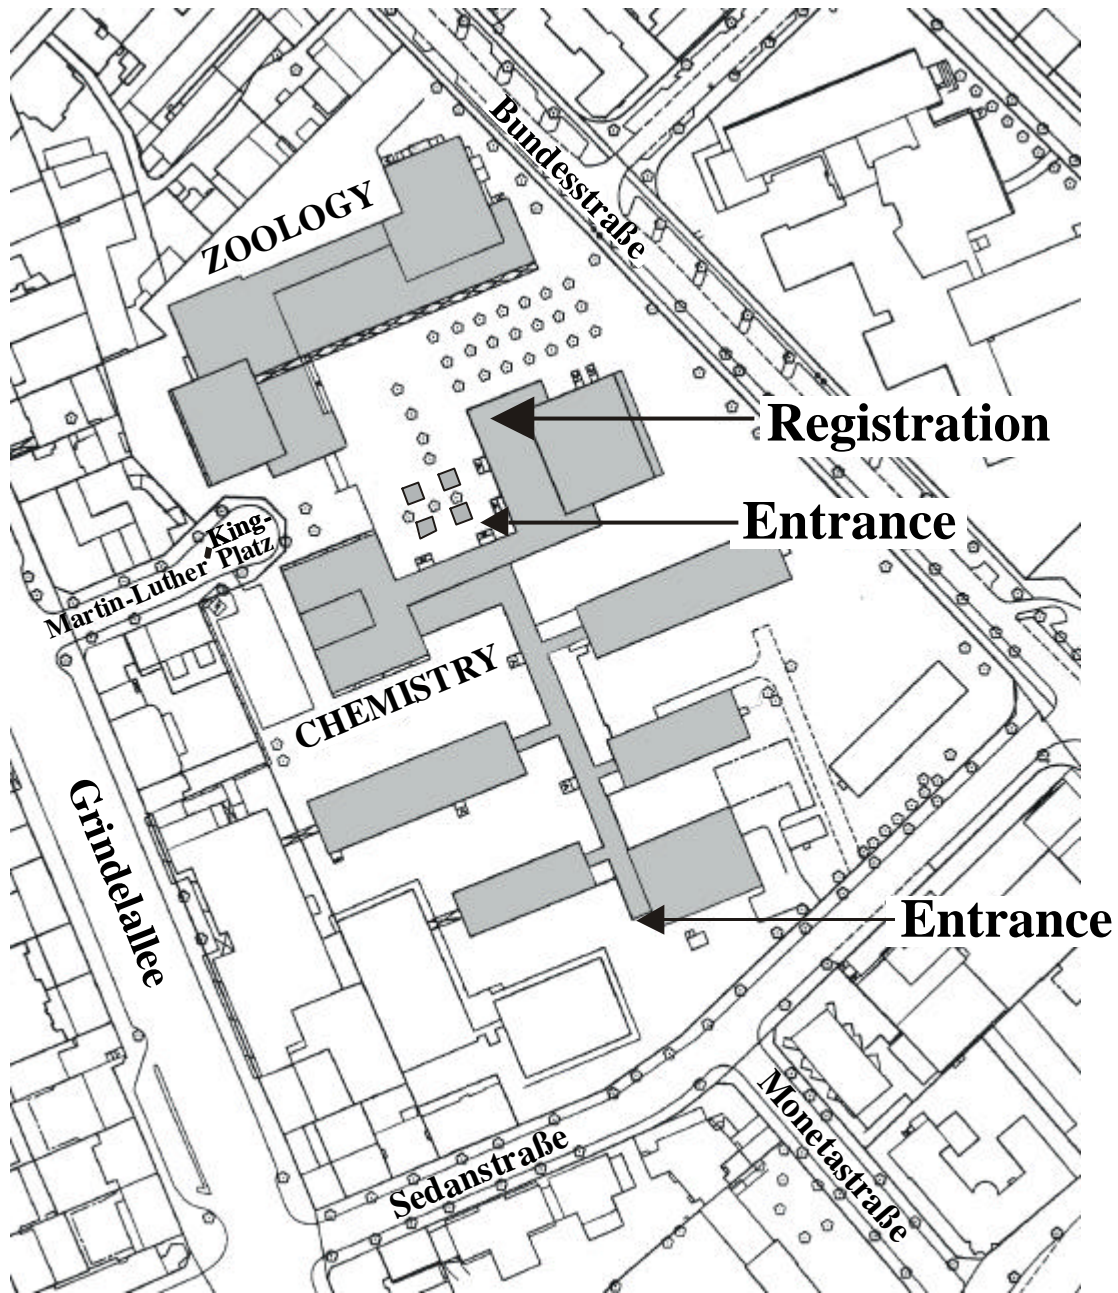 Bundesstraße
ZOOLOGY
Registration
Entrance
King-
Martin-Luther Platz
CHEMISTRY
Grindelallee
Entrance
Sedanstraße
Monetastraße